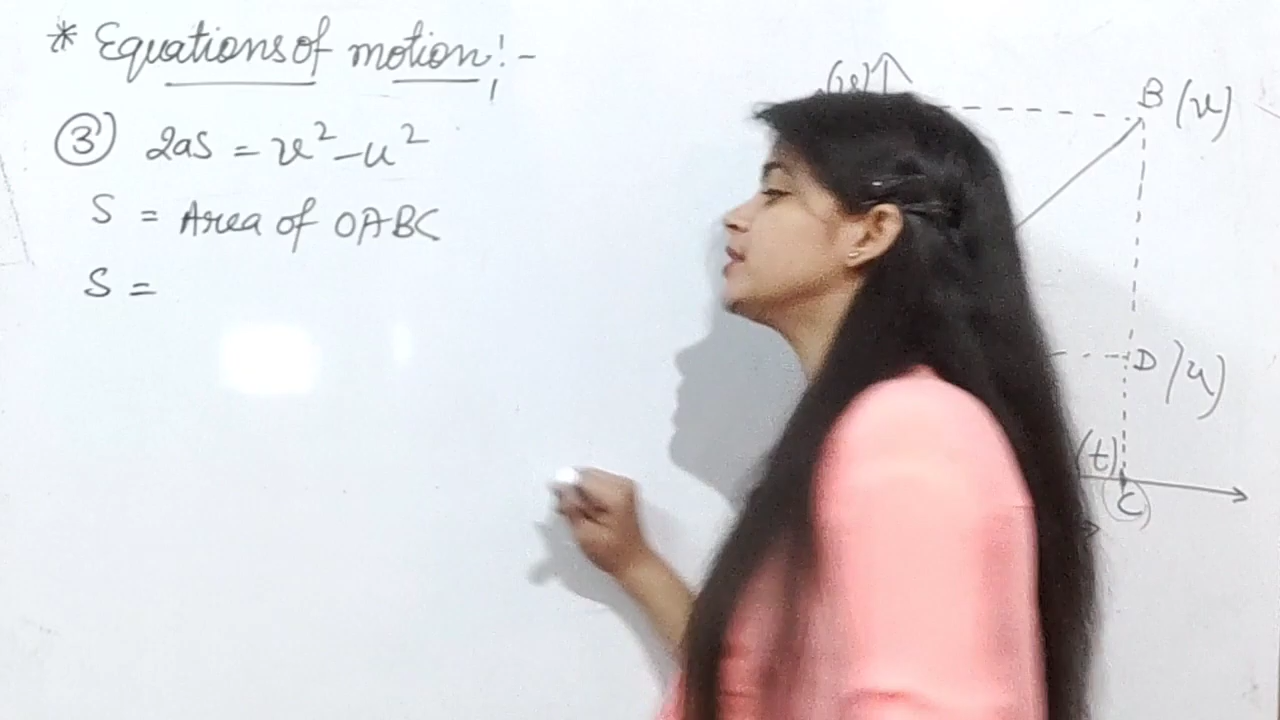 * Equations of motion! -
③ 2as = v² - u²
S = Area of OABC
S =
B (v)
D (u)
(t)
C